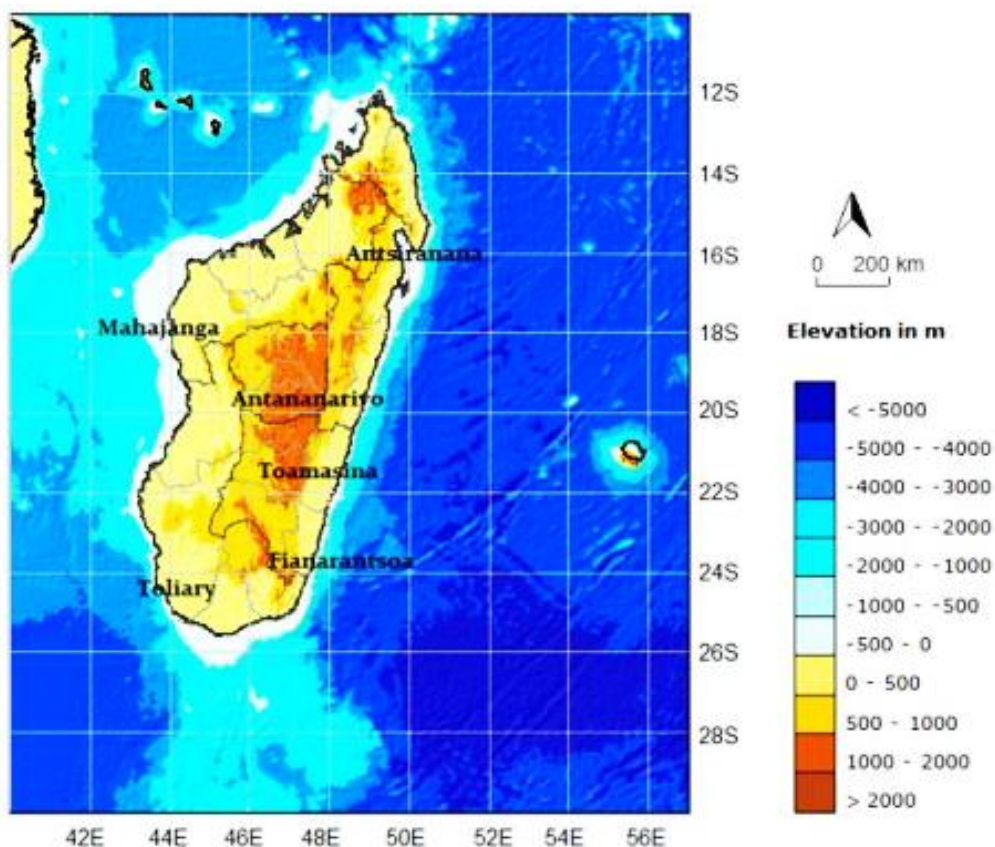 12S
14S
16S
18S
20S
22S
24S
26S
28S
42E 44E 46E 48E 50E 52E 54E 56E
Antsiranana
Mahajanga
Antananarivo
Toamasina
Fianarantsoa
Toliary
0 200 km
Elevation in m
< -5000
-5000 - -4000
-4000 - -3000
-3000 - -2000
-2000 - -1000
-1000 - -500
-500 - 0
0 - 500
500 - 1000
1000 - 2000
> 2000